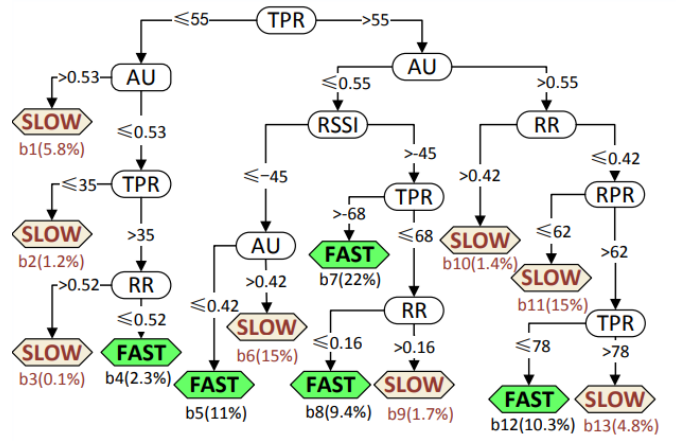 ≤55 TPR >55
>0.53 AU
≤0.55 AU >0.55
SLOW
b1(5.8%)
≤0.53
RSSI
RR
≤35 TPR
≤−45
>-45
>0.42
≤0.42
SLOW
b2(1.2%)
>35
>-68 TPR
RPR
AU
FAST
b7(22%)
≤68
SLOW
b10(1.4%)
≤62
SLOW
b11(15%)
>62
>0.52 RR
≤0.52
≤0.42
>0.42
SLOW
b6(15%)
RR
TPR
SLOW
b3(0.1%)
FAST
b4(2.3%)
FAST
b5(11%)
≤0.16
>0.16
FAST
b8(9.4%)
SLOW
b9(1.7%)
≤78
>78
FAST
b12(10.3%)
SLOW
b13(4.8%)